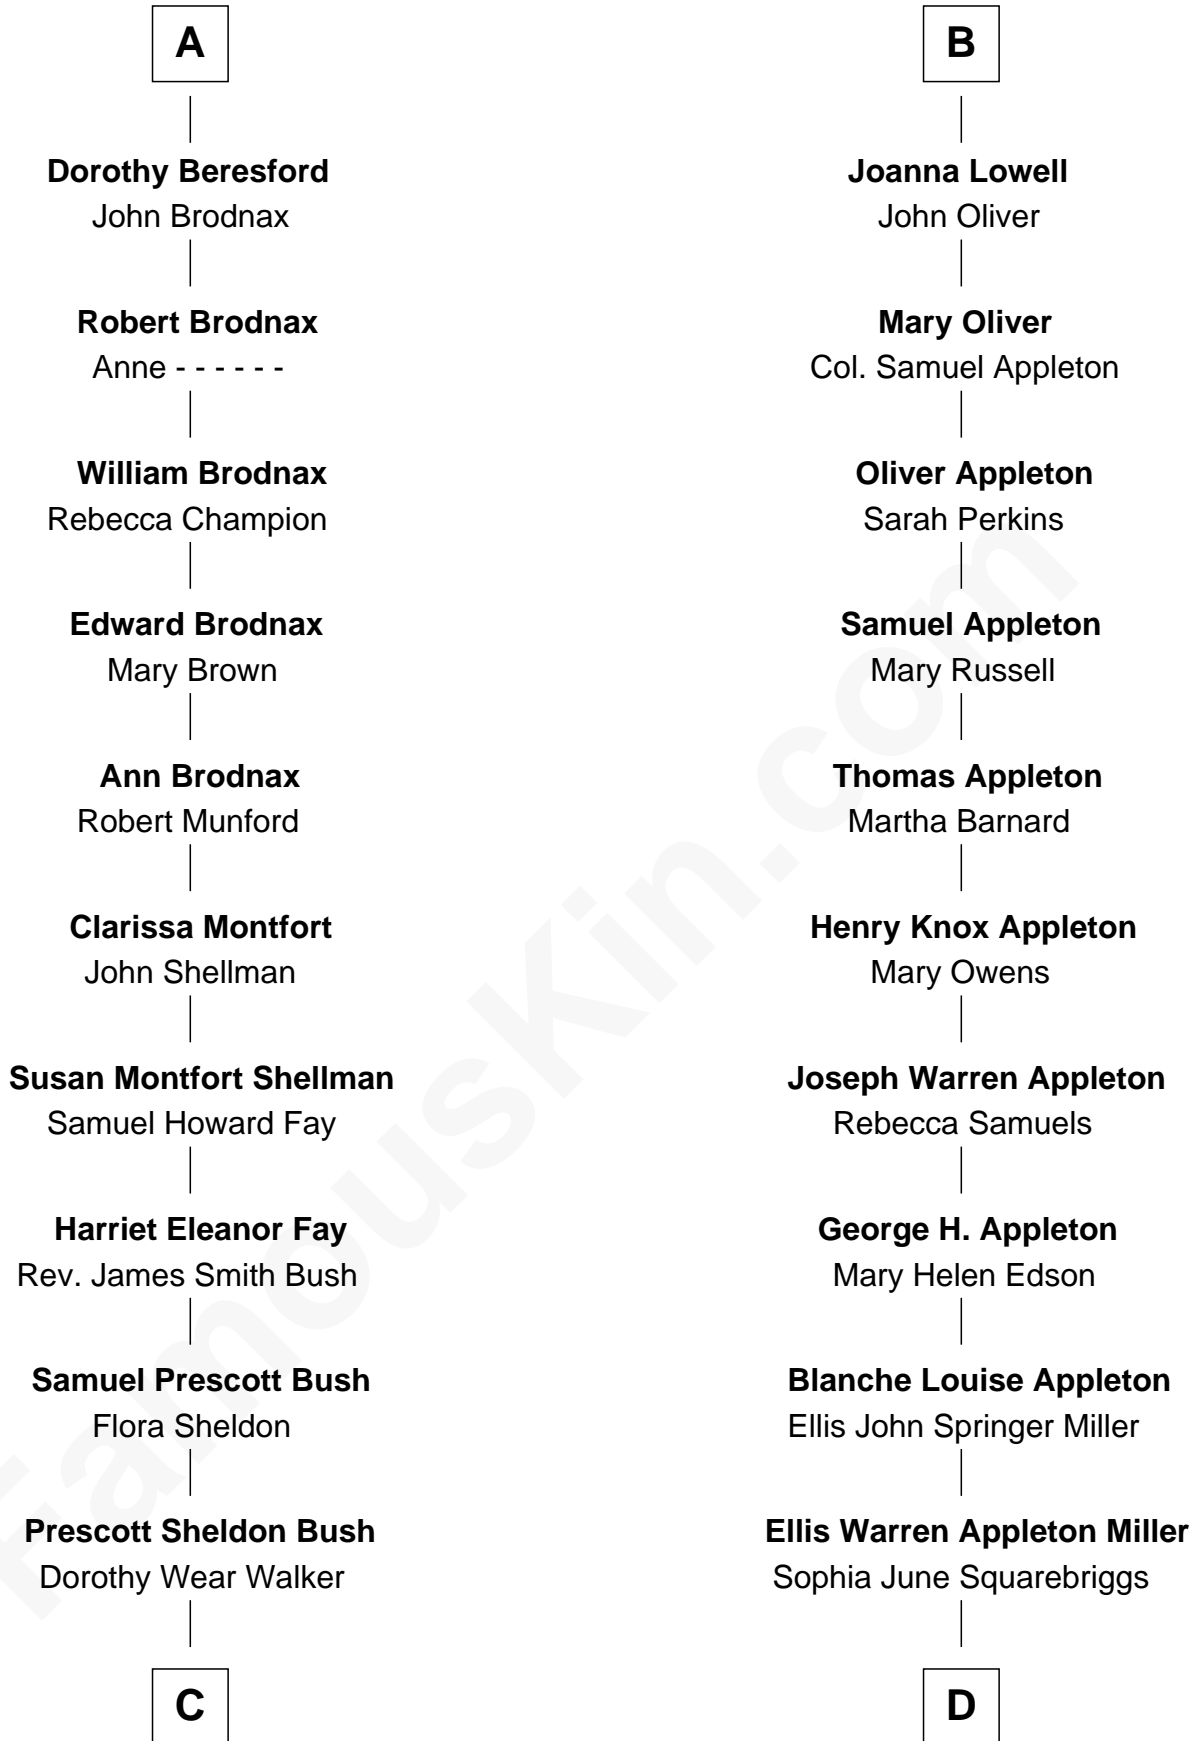 A
Dorothy Beresford
John Brodnax
Robert Brodnax
Anne - - - - - -
William Brodnax
Rebecca Champion
Edward Brodnax
Mary Brown
Ann Brodnax
Robert Munford
Clarissa Montfort
John Shellman
Susan Montfort Shellman
Samuel Howard Fay
Harriet Eleanor Fay
Rev. James Smith Bush
Samuel Prescott Bush
Flora Sheldon
Prescott Sheldon Bush
Dorothy Wear Walker
C
B
Joanna Lowell
John Oliver
Mary Oliver
Col. Samuel Appleton
Oliver Appleton
Sarah Perkins
Samuel Appleton
Mary Russell
Thomas Appleton
Martha Barnard
Henry Knox Appleton
Mary Owens
Joseph Warren Appleton
Rebecca Samuels
George H. Appleton
Mary Helen Edson
Blanche Louise Appleton
Ellis John Springer Miller
Ellis Warren Appleton Miller
Sophia June Squarebriggs
D
FamousKin.com